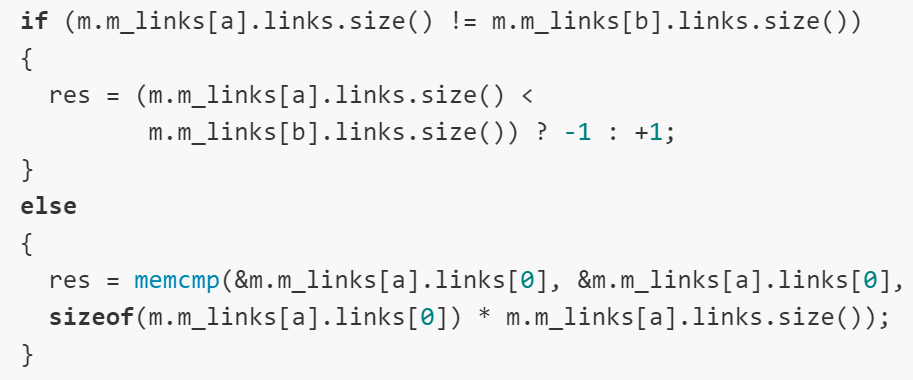 if (m.m_links[a].links.size() != m.m_links[b].links.size())
{
  res = (m.m_links[a].links.size() <
         m.m_links[b].links.size()) ? -1 : +1;
}
else
{
  res = memcmp(&m.m_links[a].links[0], &m.m_links[a].links[0],
  sizeof(m.m_links[a].links[0]) * m.m_links[a].links.size());
}